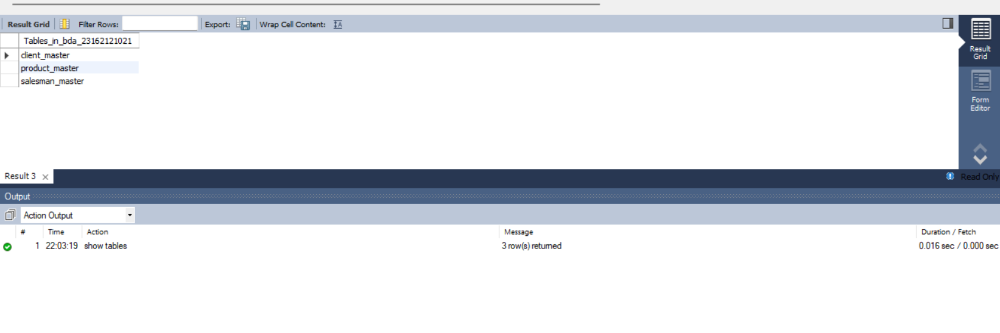 Result Grid Filter Rows: Export: Wrap Cell Content: IA
Tables_in_bda_23162121021
client_master
product_master
salesman_master
Result
Grid
Form
Editor
Result 3 ×
Read Only
Output
Action Output
# Time Action Message Duration / Fetch
1 22:03:19 show tables 3 row(s) returned 0.016 sec / 0.000 sec